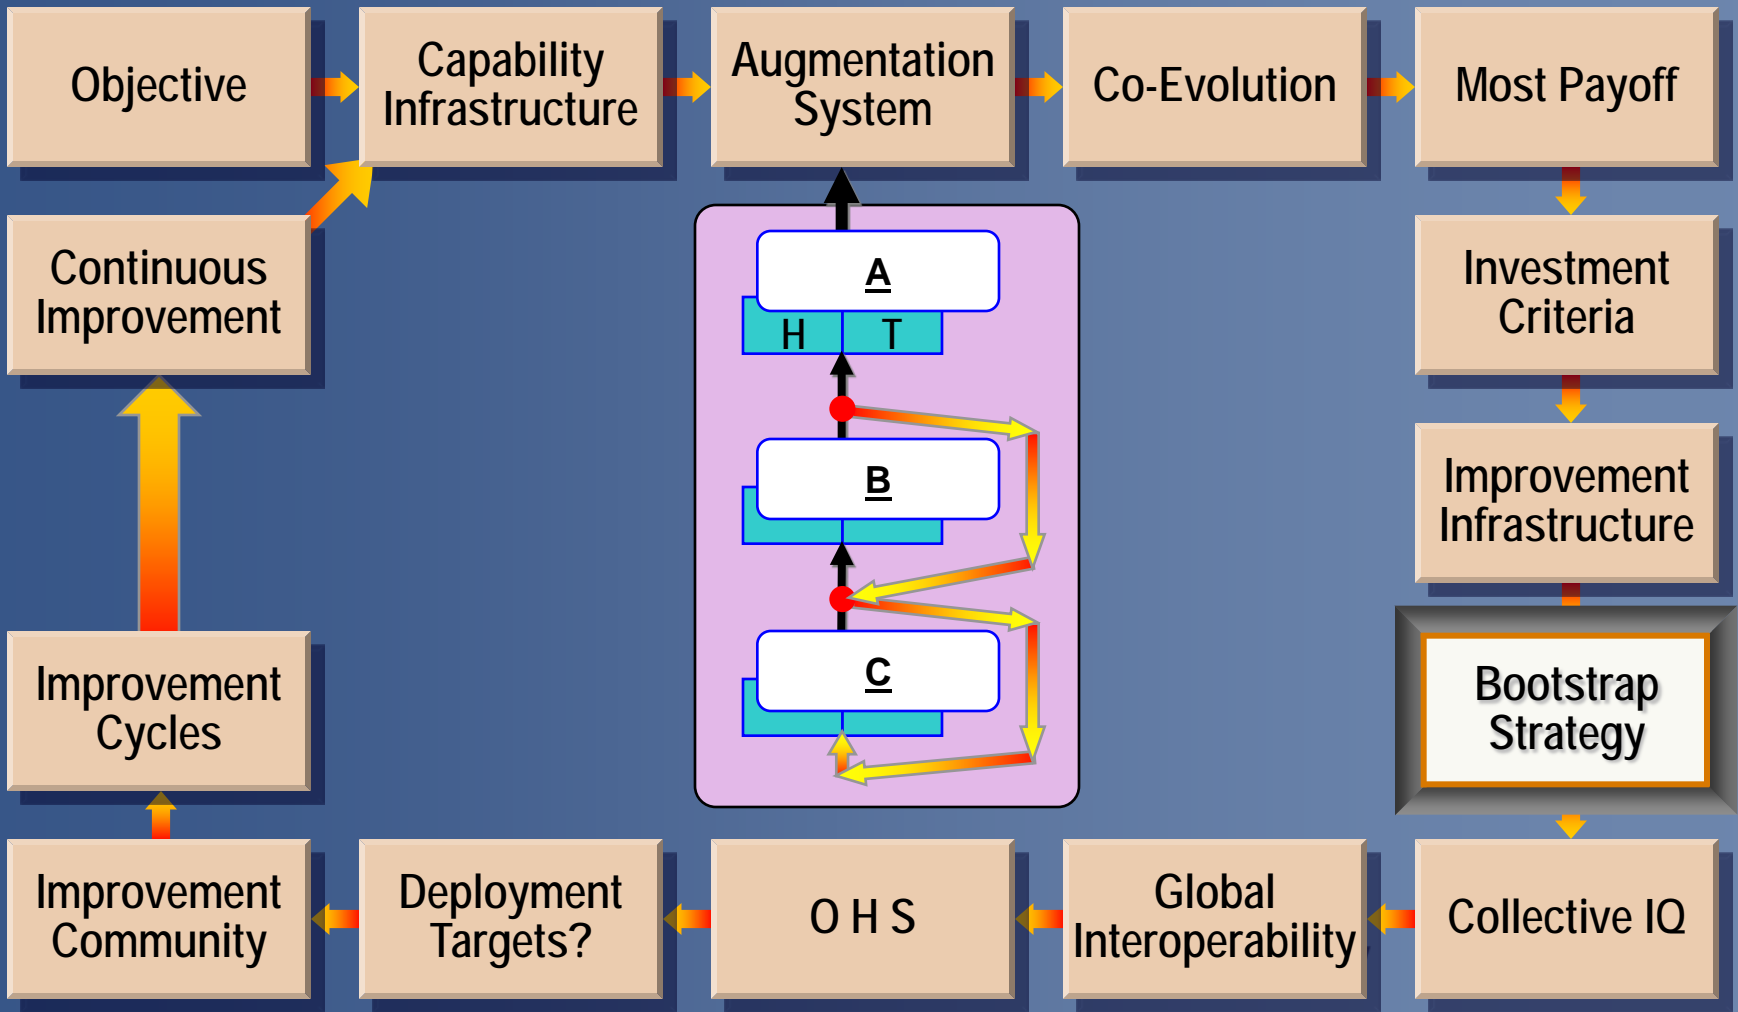 Objective
Capability
Infrastructure
Augmentation
System
Co-Evolution
Most Payoff
Continuous
Improvement
A
H T
Investment
Criteria
B
Improvement
Infrastructure
Improvement
Cycles
C
Bootstrap
Strategy
Improvement
Community
Deployment
Targets?
O H S
Global
Interoperability
Collective IQ